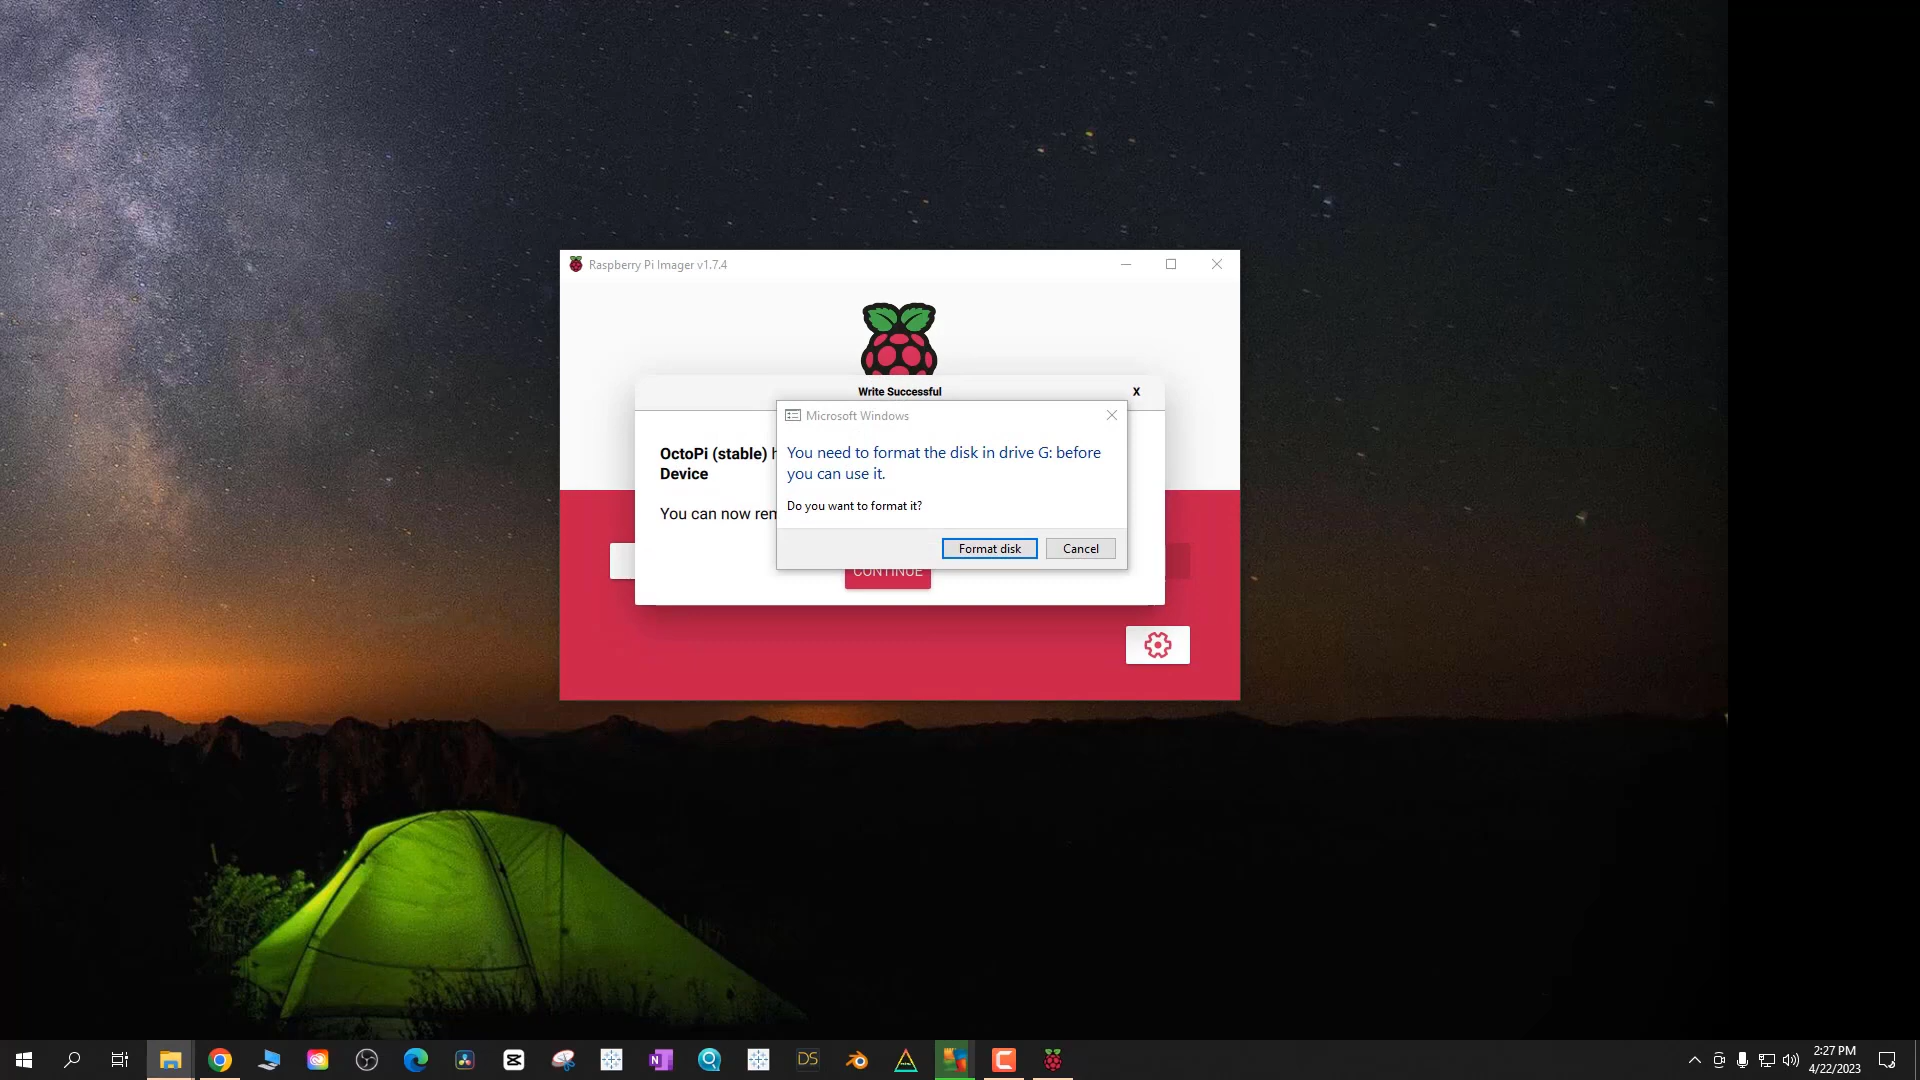 Raspberry Pi Imager v1.7.4
Write Successful
X
OctoPi (stable) h
Device
You can now ren
CONTINUE
Microsoft Windows
You need to format the disk in drive G: before
you can use it.
Do you want to format it?
Format disk
Cancel
N
DS
C
2:27 PM
4/22/2023